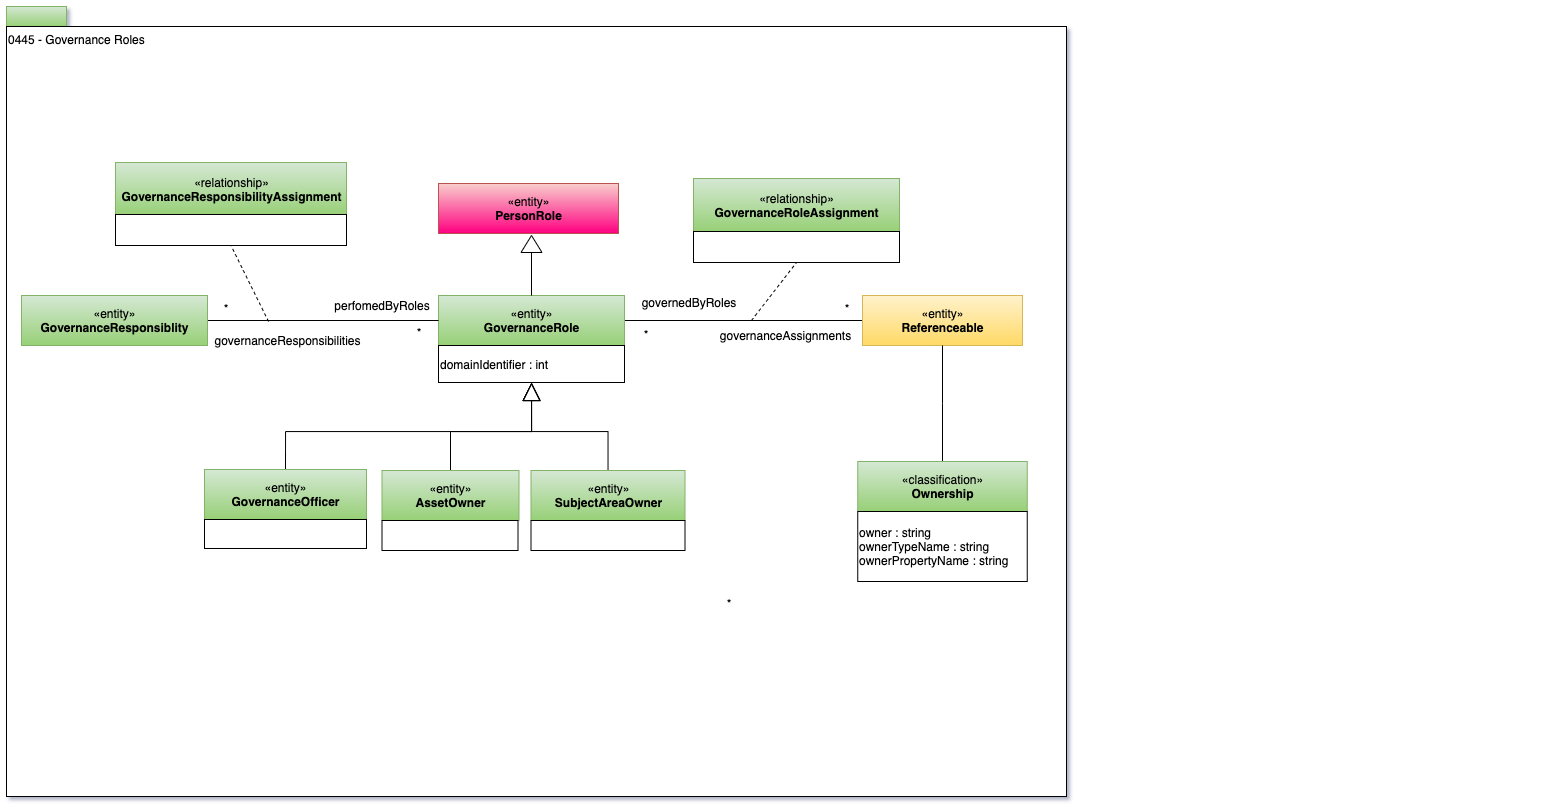 0445 - Governance Roles
«relationship»
GovernanceResponsibilityAssignment
«entity»
PersonRole
«relationship»
GovernanceRoleAssignment
«entity»
GovernanceResponsiblity
*
governanceResponsibilities
perfomedByRoles
*
«entity»
GovernanceRole
domainIdentifier : int
governedByRoles
*
*
governanceAssignments
«entity»
Referenceable
«entity»
GovernanceOfficer
«entity»
AssetOwner
«entity»
SubjectAreaOwner
«classification»
Ownership
owner : string
ownerTypeName : string
ownerPropertyName : string
*